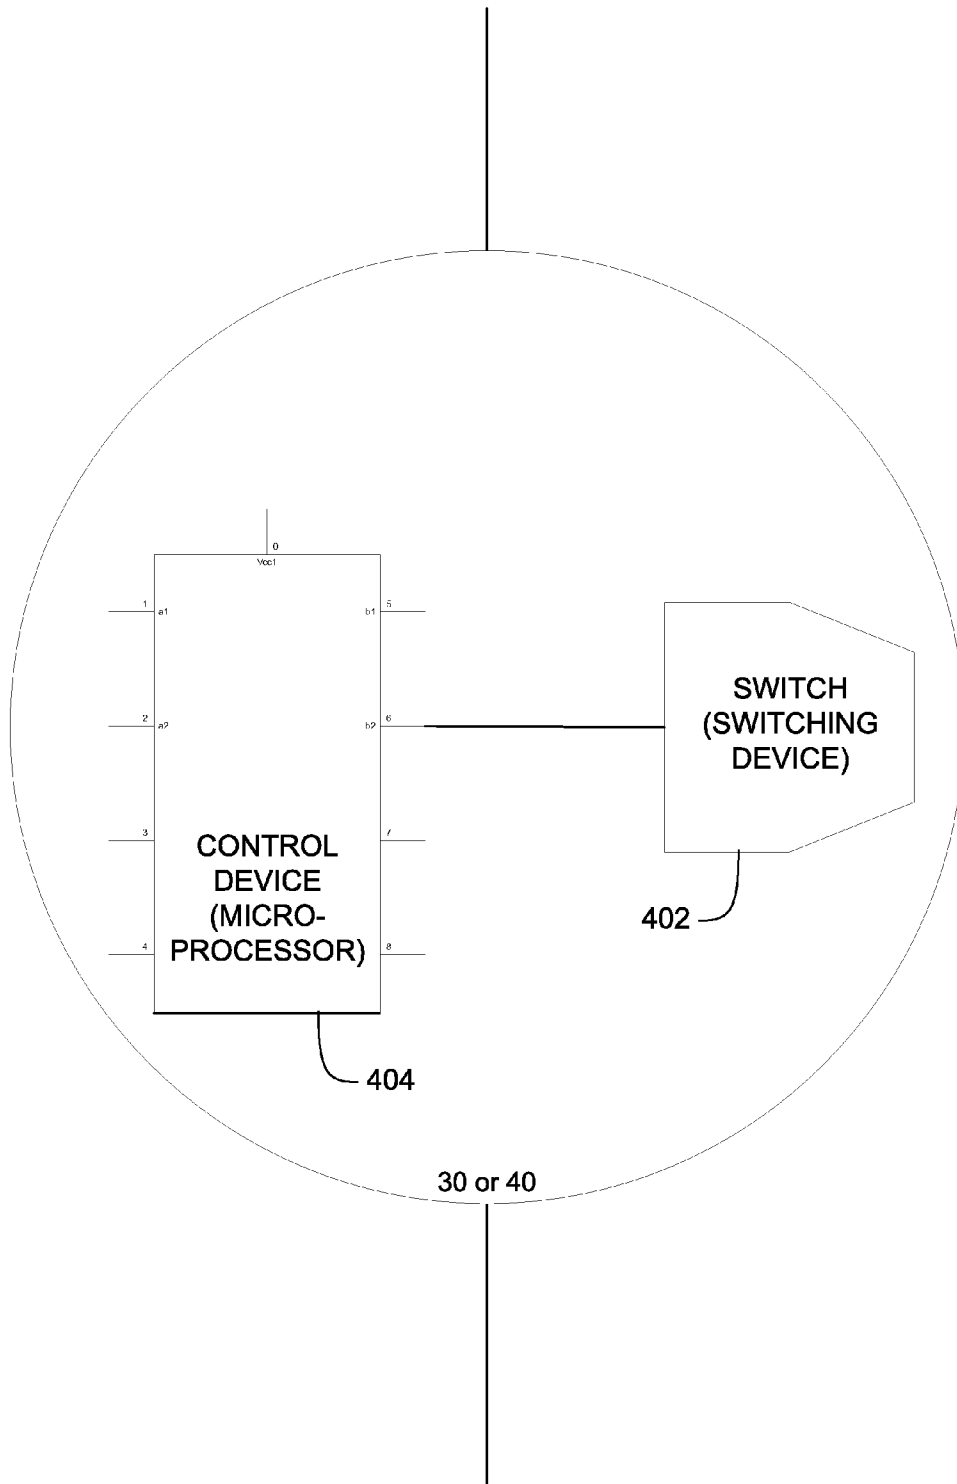 0
Vcc1
1 a1 b1 5
2 a2 b2 6
SWITCH
(SWITCHING
DEVICE)
3 7
CONTROL
DEVICE
(MICRO-
PROCESSOR)
4 8
402
404
30 or 40